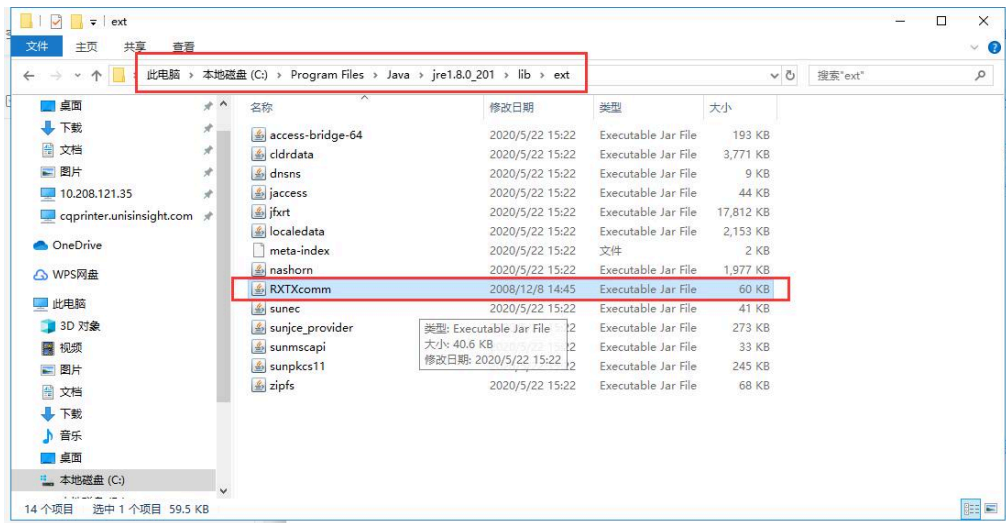 ext
文件 主页 共享 查看
此电脑 > 本地磁盘 (C:) > Program Files > Java > jre1.8.0_201 > lib > ext
搜索"ext"
桌面
下载
文档
图片
10.208.121.35
cqprinter.unisinsight.com
OneDrive
WPS网盘
此电脑
3D 对象
视频
图片
文档
下载
音乐
桌面
本地磁盘 (C:)
名称 修改日期 类型 大小
access-bridge-64 2020/5/22 15:22 Executable Jar File 193 KB
cldrdata 2020/5/22 15:22 Executable Jar File 3,771 KB
dnsns 2020/5/22 15:22 Executable Jar File 9 KB
jaccess 2020/5/22 15:22 Executable Jar File 44 KB
jfxrt 2020/5/22 15:22 Executable Jar File 17,812 KB
localedata 2020/5/22 15:22 Executable Jar File 2,153 KB
meta-index 2020/5/22 15:22 文件 2 KB
nashorn 2020/5/22 15:22 Executable Jar File 1,977 KB
RXTXcomm 2008/12/8 14:45 Executable Jar File 60 KB
sunec 2020/5/22 15:22 Executable Jar File 41 KB
sunjce_provider Executable Jar File 273 KB
sunmscapi Executable Jar File 33 KB
sunpkcs11 Executable Jar File 245 KB
zipfs 2020/5/22 15:22 Executable Jar File 68 KB
类型: Executable Jar File
大小: 40.6 KB
修改日期: 2020/5/22 15:22
14 个项目 选中 1 个项目 59.5 KB